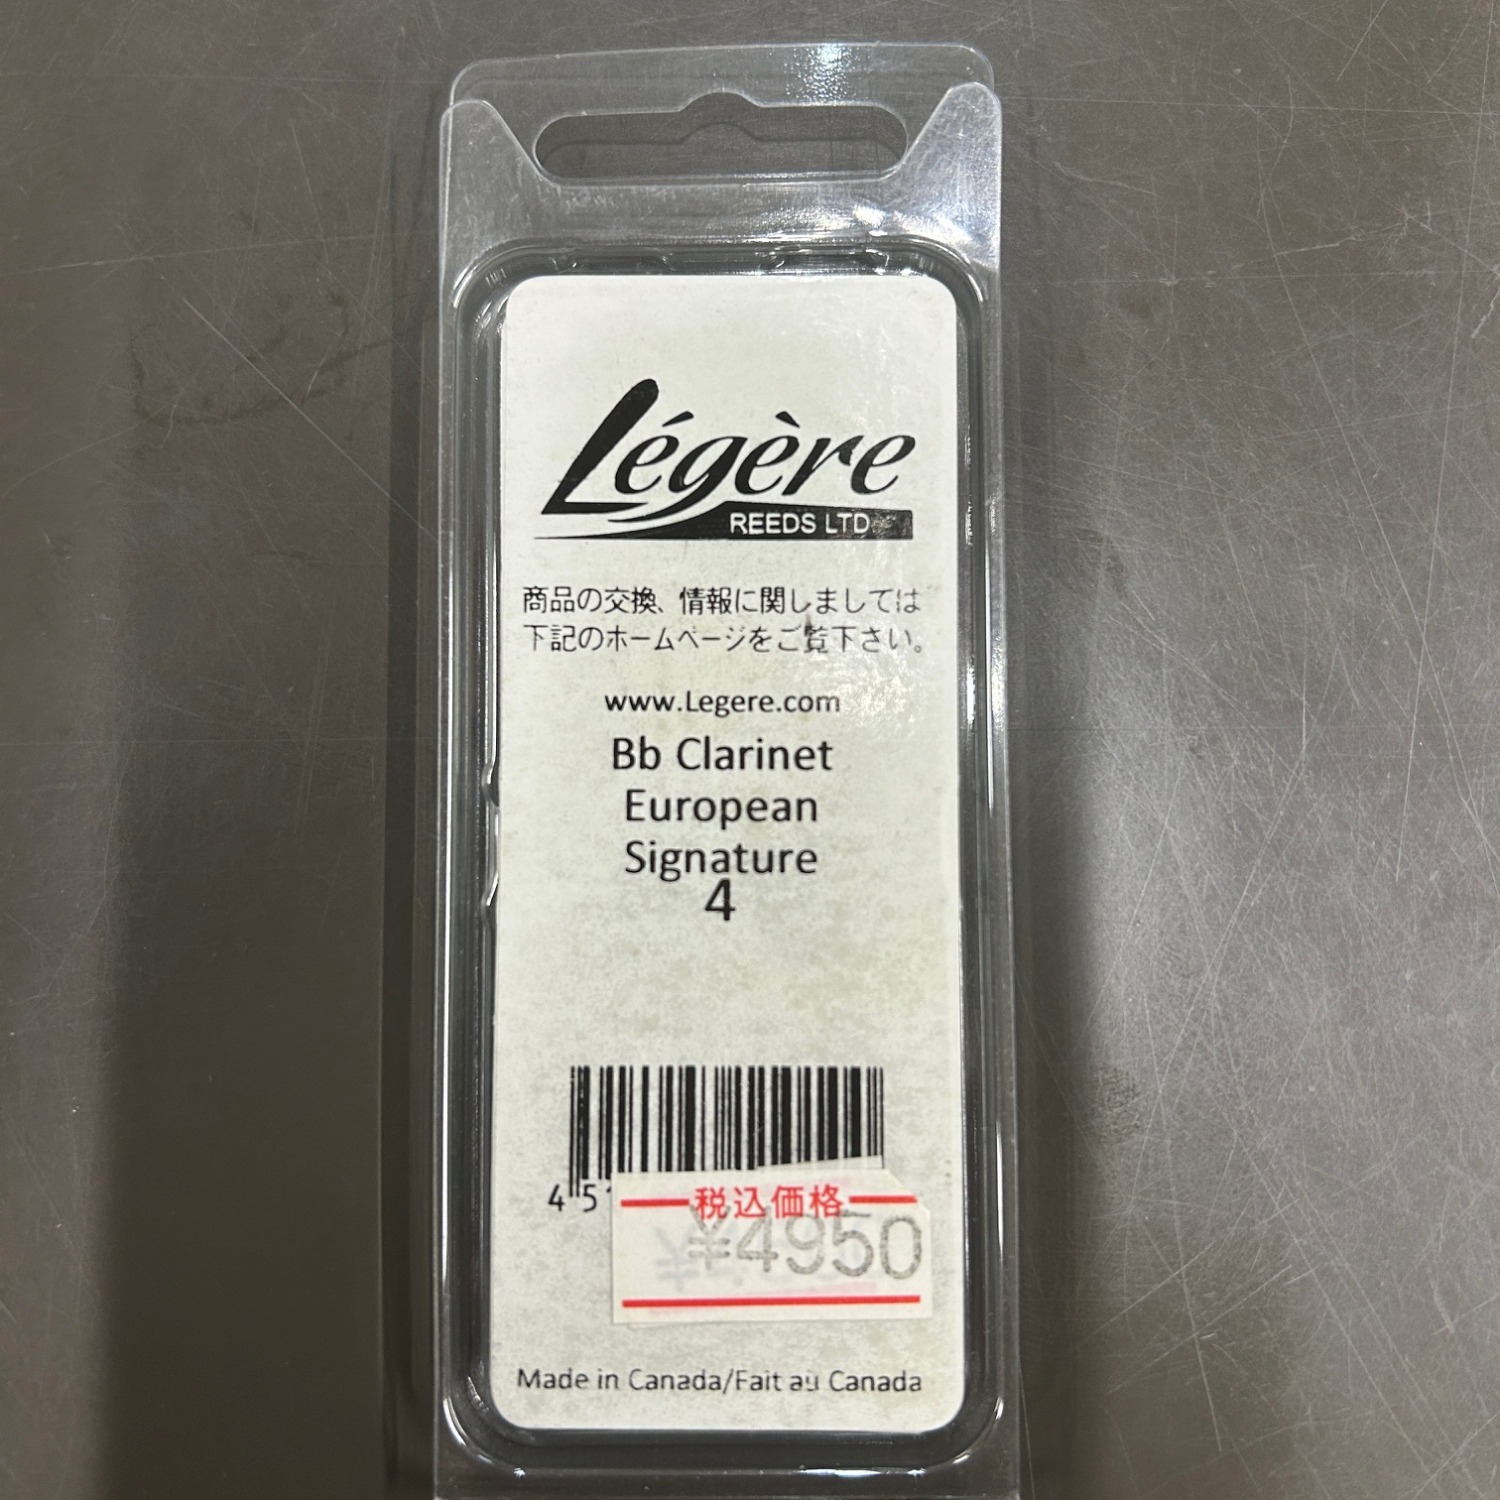 Légère
REEDS LTD
商品の交換、情報に関しましては
下記のホームページをご覧下さい。
www.Legere.com
Bb Clarinet
European
Signature
4
4 5
税込価格
¥4950
Made in Canada/Fait au Canada